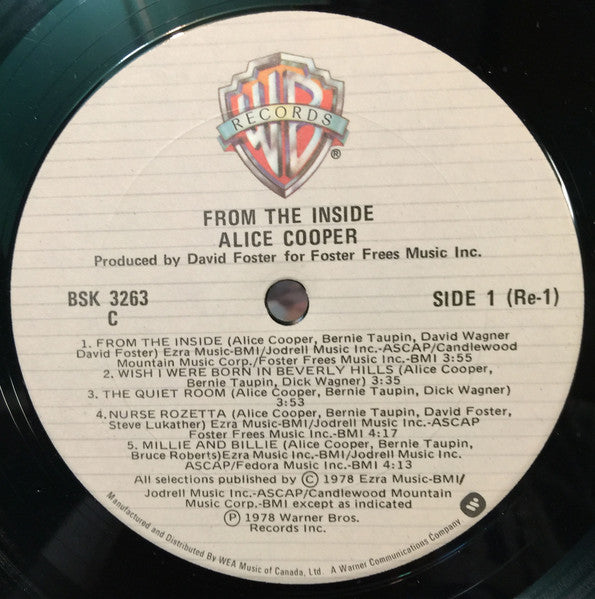 WB
RECORDS
®
FROM THE INSIDE
ALICE COOPER
Produced by David Foster for Foster Frees Music Inc.
BSK 3263
C
SIDE 1 (Re-1)
1. FROM THE INSIDE (Alice Cooper, Bernie Taupin, David Wagner
David Foster) Ezra Music-BMI/Jodrell Music Inc.-ASCAP/Candlewood
Mountain Music Corp./Foster Frees Music Inc.-BMI 3:55
2. WISH I WERE BORN IN BEVERLY HILLS (Alice Cooper,
Bernie Taupin, Dick Wagner) 3:35
3. THE QUIET ROOM (Alice Cooper, Bernie Taupin, Dick Wagner)
3:53
4. NURSE ROZETTA (Alice Cooper, Bernie Taupin, David Foster,
Steve Lukather) Ezra Music-BMI/Jodrell Music Inc.-ASCAP
Foster Frees Music Inc.-BMI 4:17
5. MILLIE AND BILLIE (Alice Cooper, Bernie Taupin,
Bruce Roberts)Ezra Music-BMI/Jodrell Music Inc.
ASCAP/Fedora Music Inc.-BMI 4:13
All selections published by © 1978 Ezra Music-BMI/
Jodrell Music Inc.-ASCAP/Candlewood Mountain
Music Corp.-BMI except as indicated
℗ 1978 Warner Bros.
Records Inc.
Manufactured and Distributed By WEA Music of Canada, Ltd. A Warner Communications Company